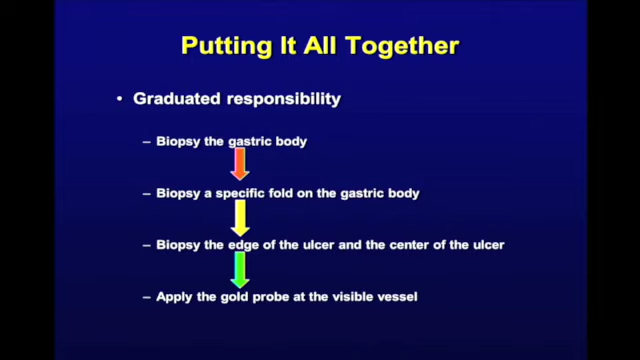 Putting It All Together
• Graduated responsibility
– Biopsy the gastric body
– Biopsy a specific fold on the gastric body
– Biopsy the edge of the ulcer and the center of the ulcer
– Apply the gold probe at the visible vessel